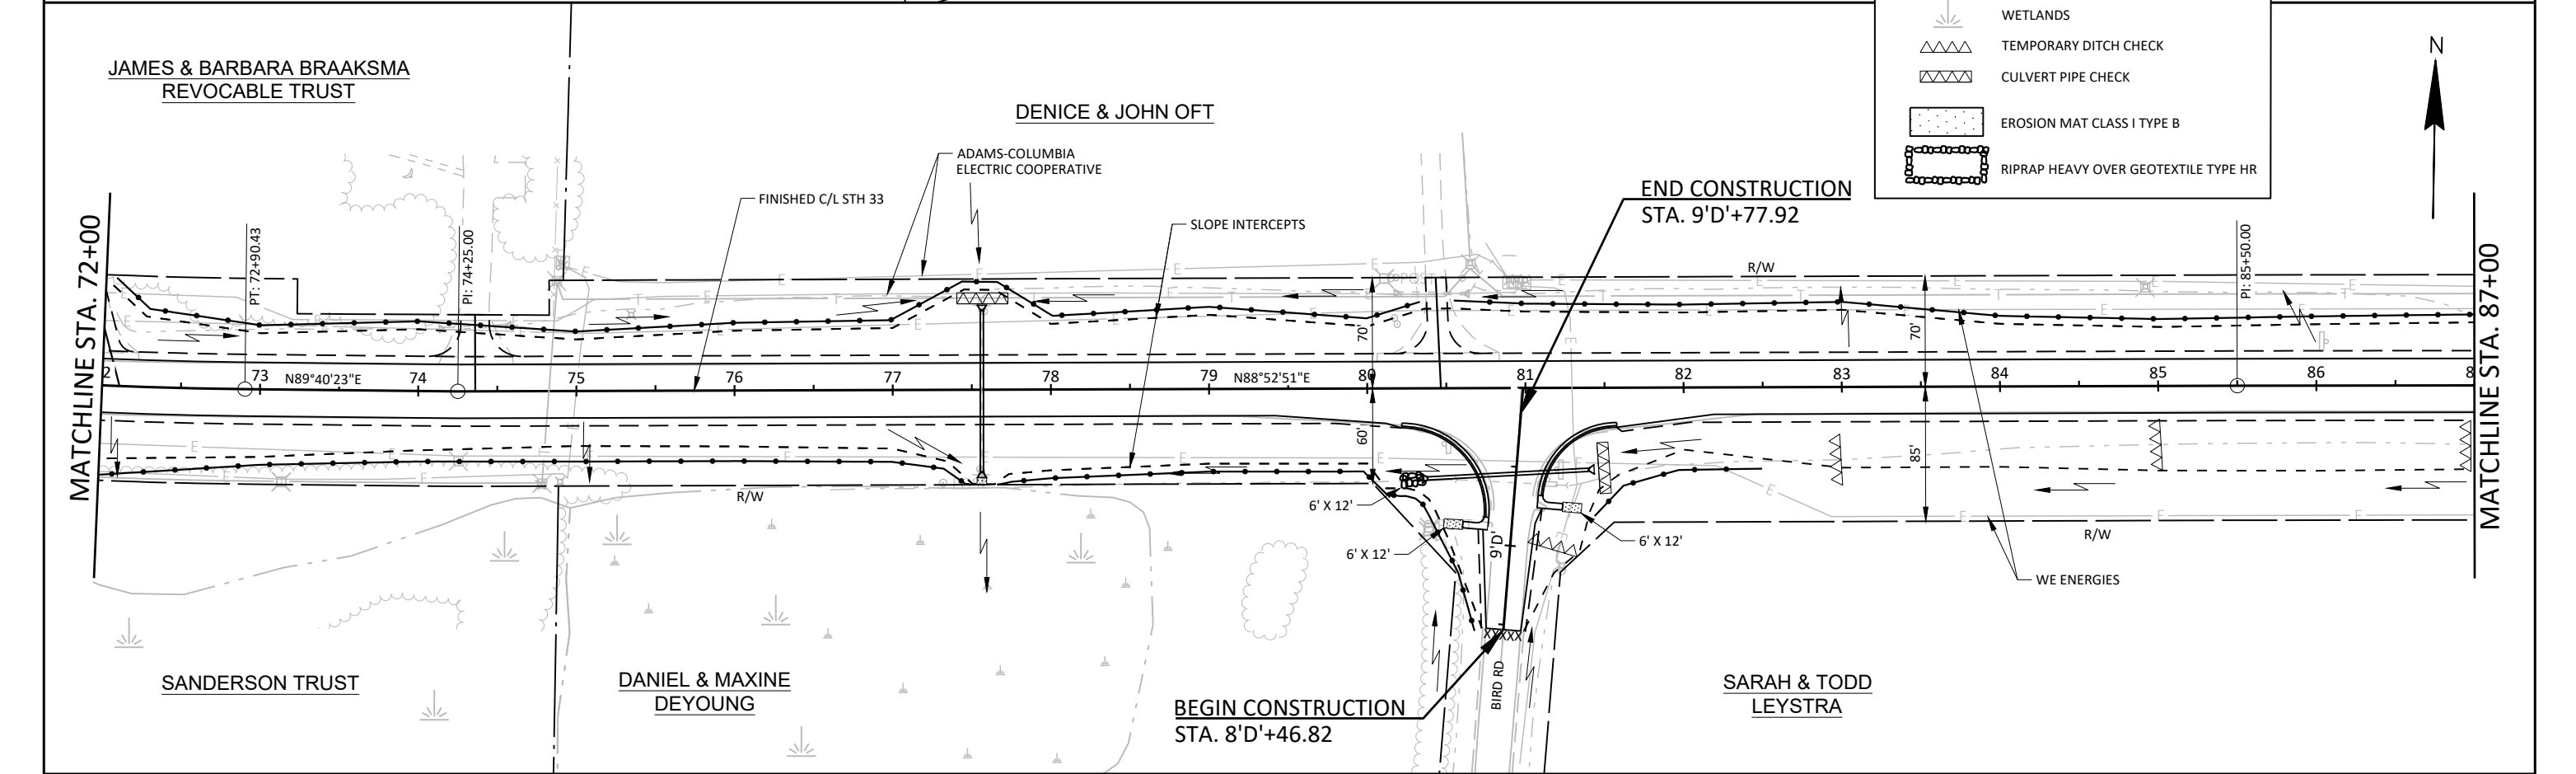 WETLANDS
TEMPORARY DITCH CHECK
CULVERT PIPE CHECK
EROSION MAT CLASS I TYPE B
RIPRAP HEAVY OVER GEOTEXTILE TYPE HR
N
JAMES & BARBARA BRAAKSMA
REVOCABLE TRUST
DENICE & JOHN OFT
ADAMS-COLUMBIA
ELECTRIC COOPERATIVE
FINISHED C/L STH 33
SLOPE INTERCEPTS
END CONSTRUCTION
STA. 9'D'+77.92
MATCHLINE STA. 72+00
PT: 72+90.43
PI: 74+25.00
PI: 85+50.00
MATCHLINE STA. 87+00
R/W
70'
70'
2
73
N89°40'23"E
74
75
76
77
78
79
N88°52'51"E
80
81
82
83
84
85
86
8
60'
85'
R/W
6' X 12'
6' X 12'
6' X 12'
9'D'
R/W
WE ENERGIES
XXXXX
BIRD RD
SANDERSON TRUST
DANIEL & MAXINE
DEYOUNG
BEGIN CONSTRUCTION
STA. 8'D'+46.82
SARAH & TODD
LEYSTRA